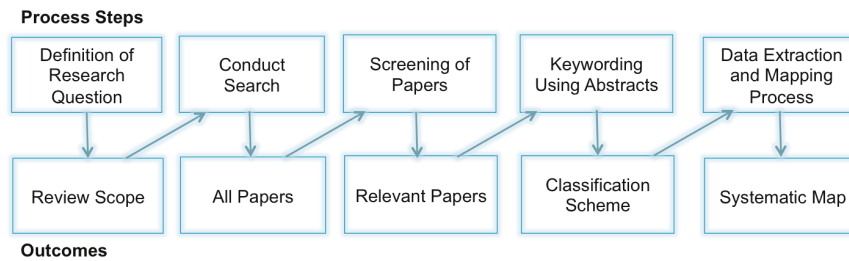 Process Steps
Definition of
Research
Question
Conduct
Search
Screening of
Papers
Keywording
Using Abstracts
Data Extraction
and Mapping
Process
Review Scope
All Papers
Relevant Papers
Classification
Scheme
Systematic Map
Outcomes